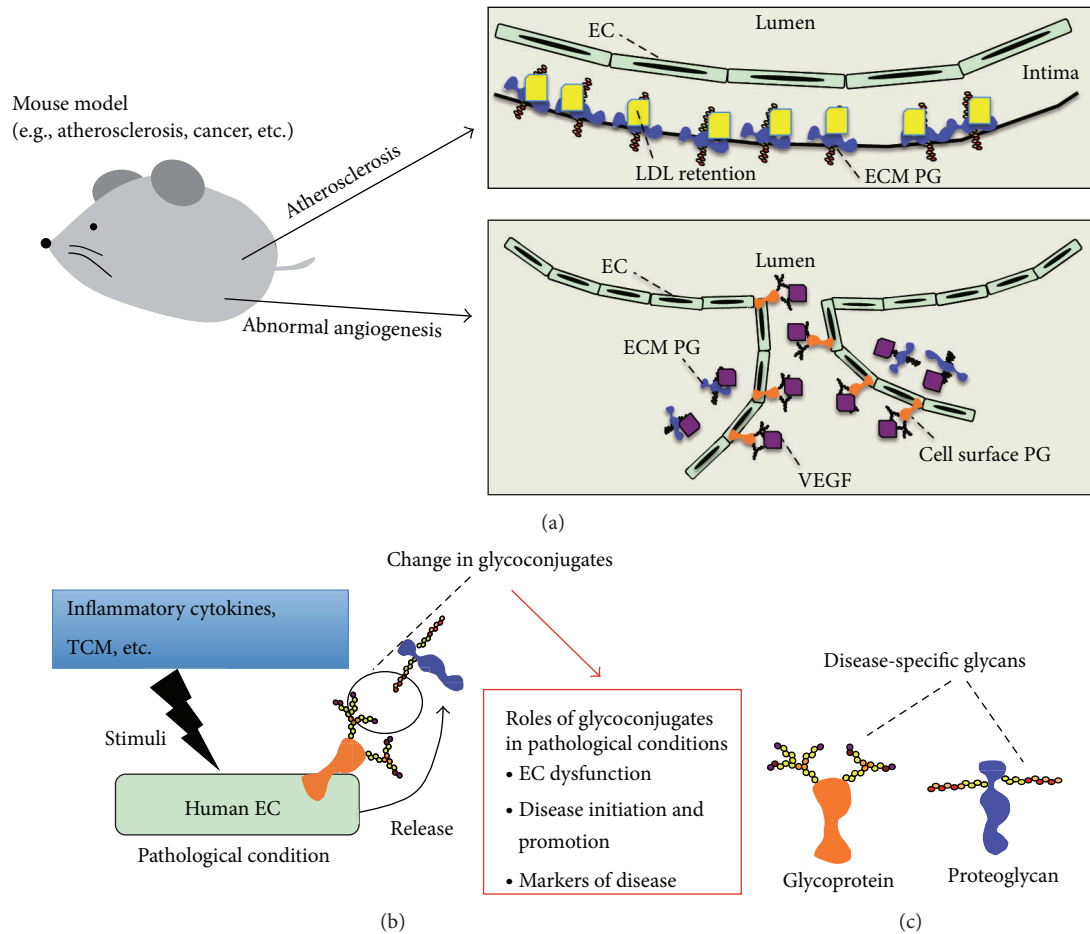 Mouse model
(e.g., atherosclerosis, cancer, etc.)
Atherosclerosis
Abnormal angiogenesis
EC
Lumen
Intima
LDL retention
ECM PG
EC
Lumen
ECM PG
Cell surface PG
VEGF
(a)
Change in glycoconjugates
Inflammatory cytokines,
TCM, etc.
Stimuli
Human EC
Release
Pathological condition
Roles of glycoconjugates
in pathological conditions
• EC dysfunction
• Disease initiation and
promotion
• Markers of disease
(b)
Disease-specific glycans
Glycoprotein
Proteoglycan
(c)